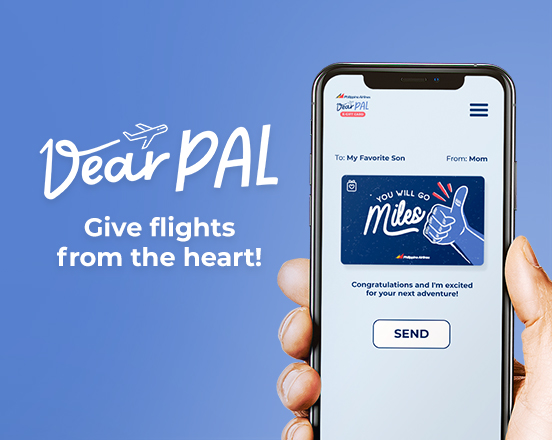 Dear PAL
Give flights
from the heart!
Philippine Airlines
Dear PAL
To: My Favorite Son
From: Mom
YOU WILL GO
Miles
Philippine Airlines
Congratulations and I'm excited
for your next adventure!
SEND